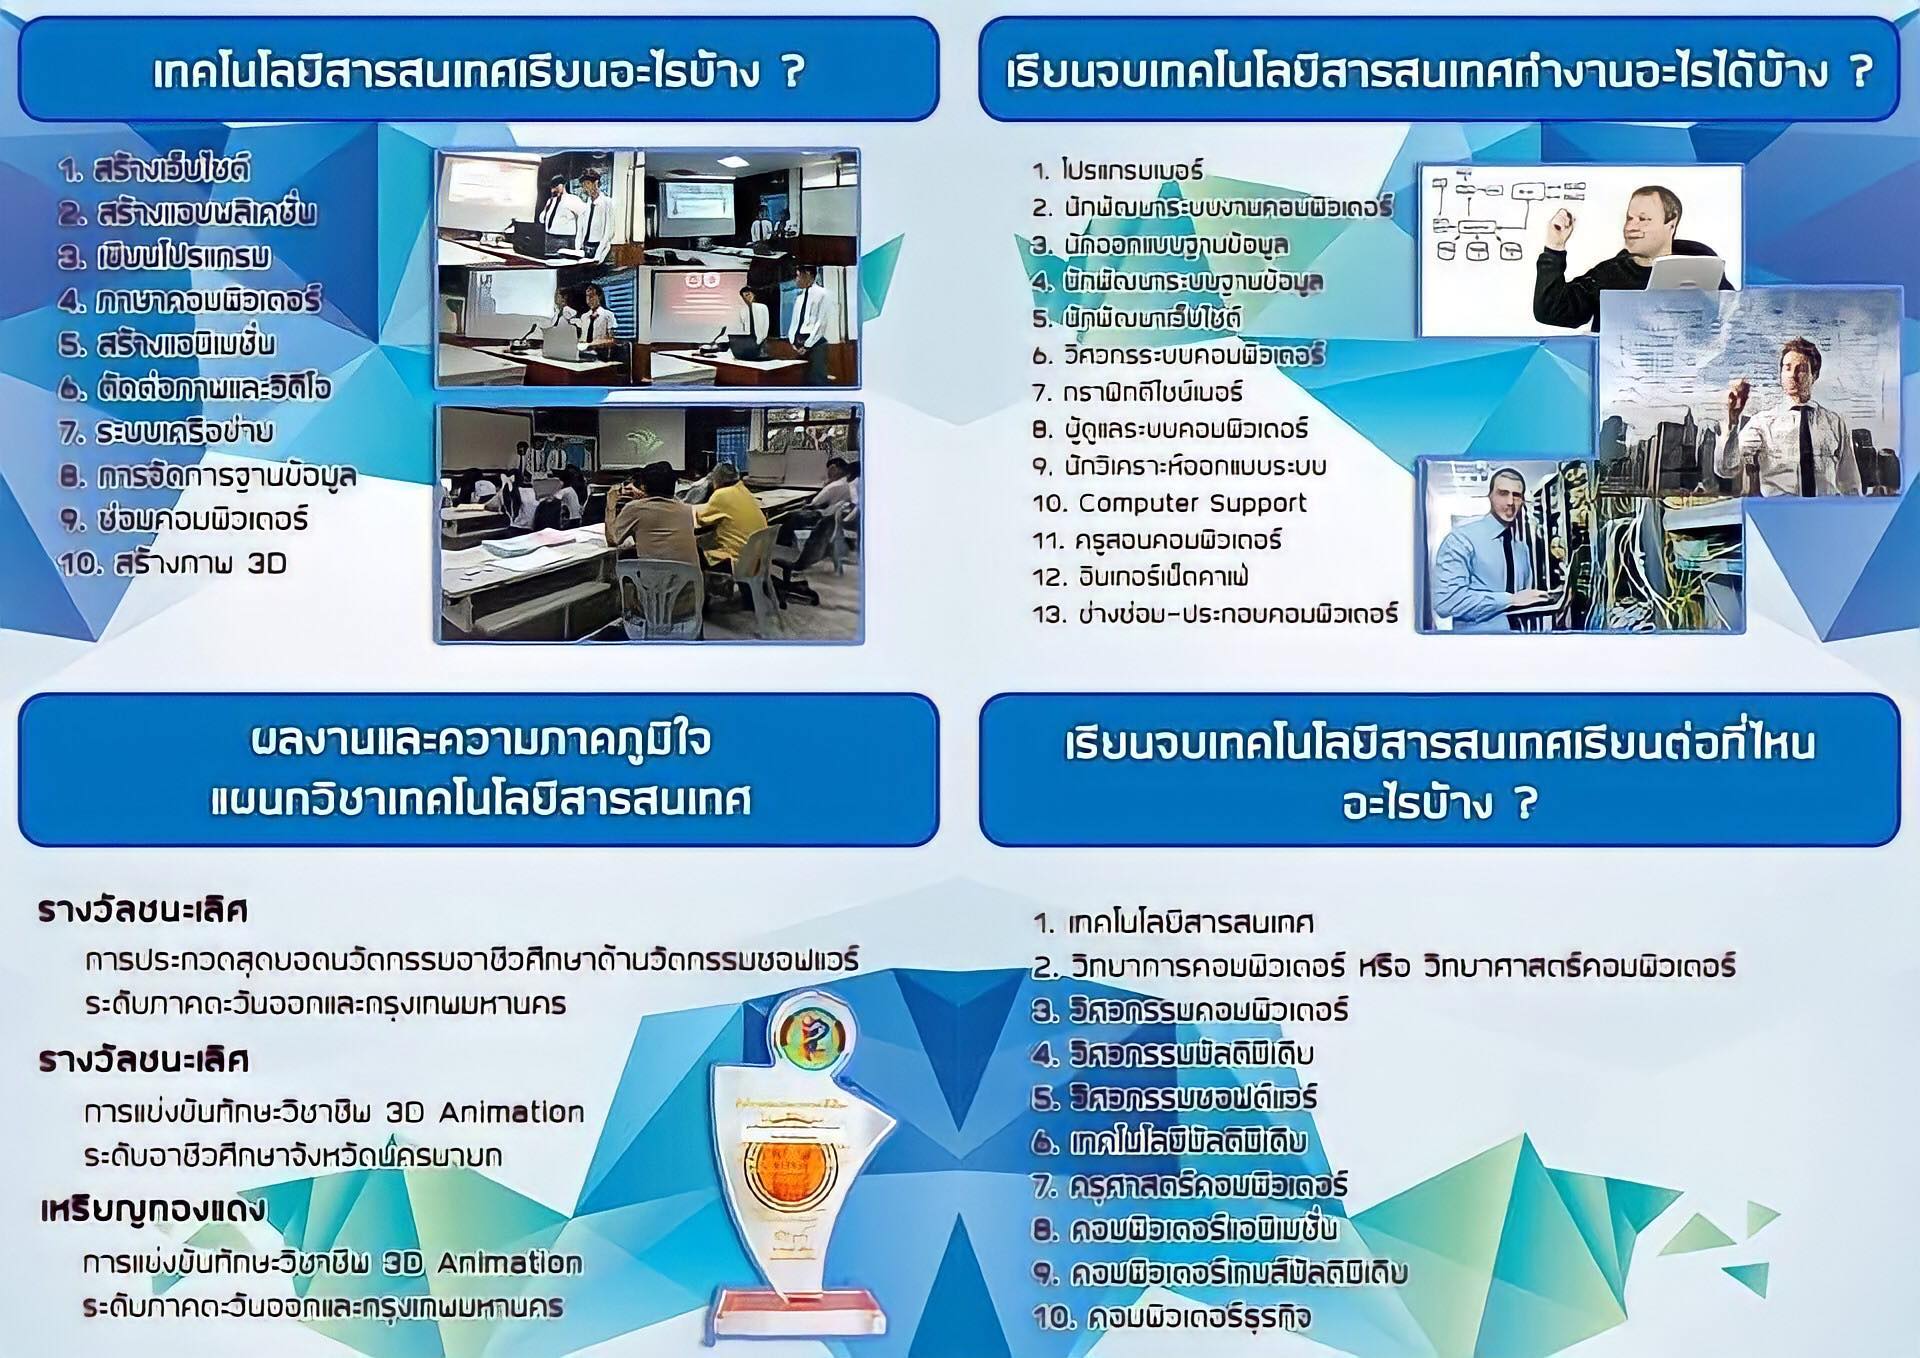 เทคโนโลยีสารสนเทศเรียนอะไรบ้าง ?
1. สร้างเว็บไซต์
2. สร้างแอบพลิเคชั่น
3. เขียนโปรแกรม
4. ภาษาคอมพิวเตอร์
5. สร้างแอนิเมชั่น
6. ตัดต่อภาพและวิดีโอ
7. ระบบเครือข่าย
8. การจัดการฐานข้อมูล
9. ซ่อมคอมพิวเตอร์
10. สร้างภาพ 3D
เรียนจบเทคโนโลยีสารสนเทศทำงานอะไรได้บ้าง ?
1. โปรแกรมเมอร์
2. นักพัฒนาระบบงานคอมพิวเตอร์
3. นักออกแบบฐานข้อมูล
4. นักพัฒนาระบบฐานข้อมูล
5. นักพัฒนาเว็บไซต์
6. วิศวกรระบบคอมพิวเตอร์
7. กราฟิกดีไซน์เนอร์
8. ผู้ดูแลระบบคอมพิวเตอร์
9. นักวิเคราะห์ออกแบบระบบ
10. Computer Support
11. ครูสอนคอมพิวเตอร์
12. อินเทอร์เน็ตคาเฟ่
13. ช่างซ่อม-ประกอบคอมพิวเตอร์
ผลงานและความภาคภูมิใจ
แผนกวิชาเทคโนโลยีสารสนเทศ
รางวัลชนะเลิศ
การประกวดสุดยอดนวัตกรรมอาชีวศึกษาด้านวัตกรรมซอฟแวร์
ระดับภาคตะวันออกและกรุงเทพมหานคร
รางวัลชนะเลิศ
การแข่งขันทักษะวิชาชีพ 3D Animation
ระดับอาชีวศึกษาจังหวัดนครนายก
เหรียญทองแดง
การแข่งขันทักษะวิชาชีพ 3D Animation
ระดับภาคตะวันออกและกรุงเทพมหานคร
เรียนจบเทคโนโลยีสารสนเทศเรียนต่อที่ไหน
อะไรบ้าง ?
1. เทคโนโลยีสารสนเทศ
2. วิทยาการคอมพิวเตอร์ หรือ วิทยาศาสตร์คอมพิวเตอร์
3. วิศวกรรมคอมพิวเตอร์
4. วิศวกรรมมัลติมีเดีย
5. วิศวกรรมซอฟต์แวร์
6. เทคโนโลยีมัลติมีเดีย
7. ครุศาสตร์คอมพิวเตอร์
8. คอมพิวเตอร์แอนิเมชั่น
9. คอมพิวเตอร์เกมส์มัลติมีเดีย
10. คอมพิวเตอร์ธุรกิจ